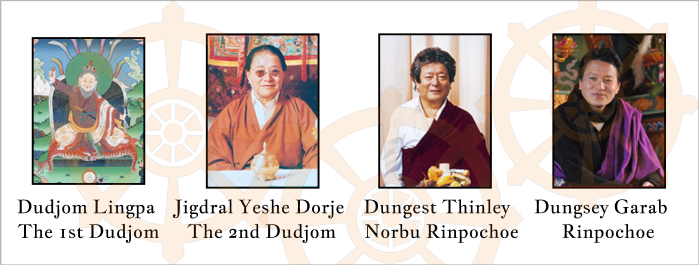 Dudjom Lingpa
The 1st Dudjom
Jigdral Yeshe Dorje
The 2nd Dudjom
Dungest Thinley
Norbu Rinpochoe
Dungsey Garab
Rinpochoe